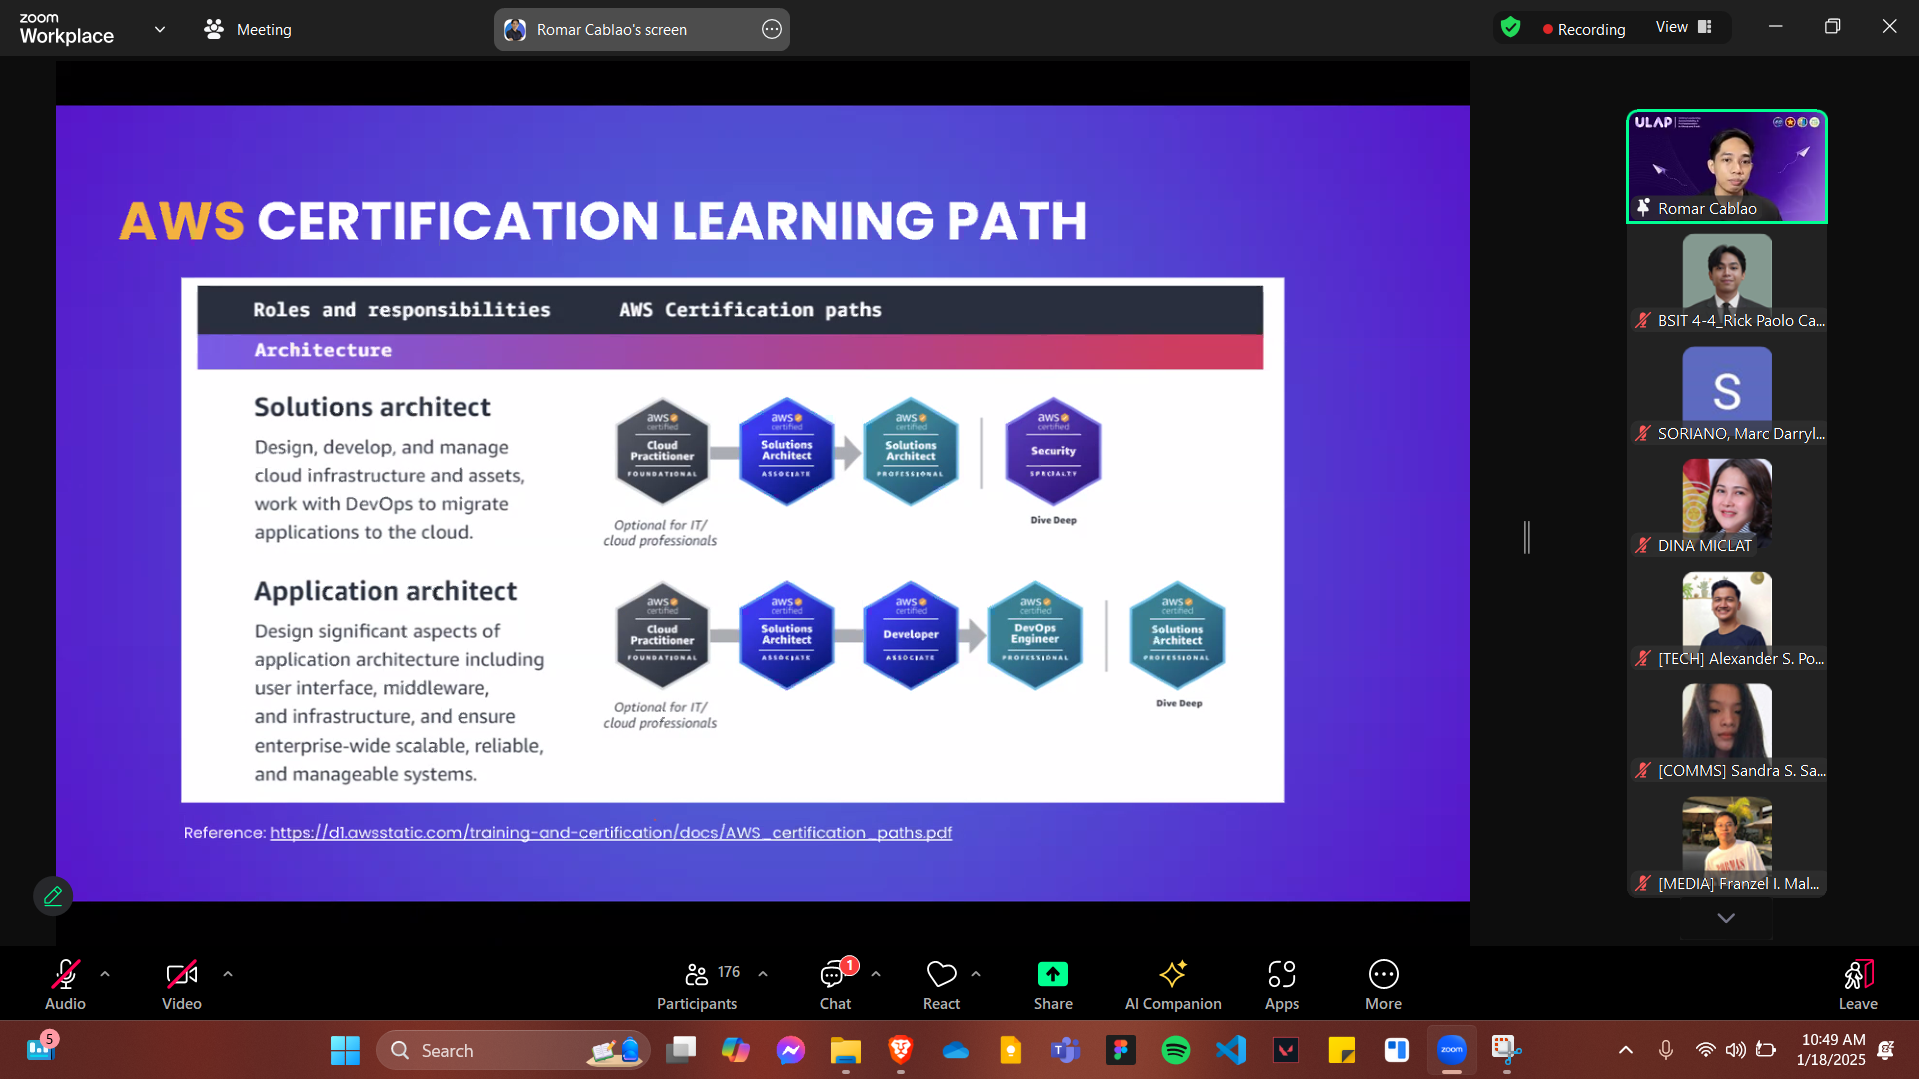 zoom
Workplace
Meeting
Romar Cablao's screen
Recording
View
AWS CERTIFICATION LEARNING PATH
Roles and responsibilities
AWS Certification paths
Architecture
Solutions architect
Design, develop, and manage
cloud infrastructure and assets,
work with DevOps to migrate
applications to the cloud.
aws
certified
Cloud
Practitioner
FOUNDATIONAL
Optional for IT/
cloud professionals
aws
certified
Solutions
Architect
ASSOCIATE
aws
certified
Solutions
Architect
PROFESSIONAL
aws
certified
Security
SPECIALTY
Dive Deep
Application architect
Design significant aspects of
application architecture including
user interface, middleware,
and infrastructure, and ensure
enterprise-wide scalable, reliable,
and manageable systems.
aws
certified
Cloud
Practitioner
FOUNDATIONAL
Optional for IT/
cloud professionals
aws
certified
Solutions
Architect
ASSOCIATE
aws
certified
Developer
ASSOCIATE
aws
certified
DevOps
Engineer
PROFESSIONAL
aws
certified
Solutions
Architect
PROFESSIONAL
Dive Deep
Reference: https://d1.awsstatic.com/training-and-certification/docs/AWS_certification_paths.pdf
ULAP
Romar Cablao
BSIT 4-4_Rick Paolo Ca...
S
SORIANO, Marc Darryl...
DINA MICLAT
[TECH] Alexander S. Po...
[COMMS] Sandra S. Sa...
[MEDIA] Franzel I. Mal...
Audio
Video
176
Participants
1
Chat
React
Share
AI Companion
Apps
More
Leave
5
Search
zoom
10:49 AM
1/18/2025